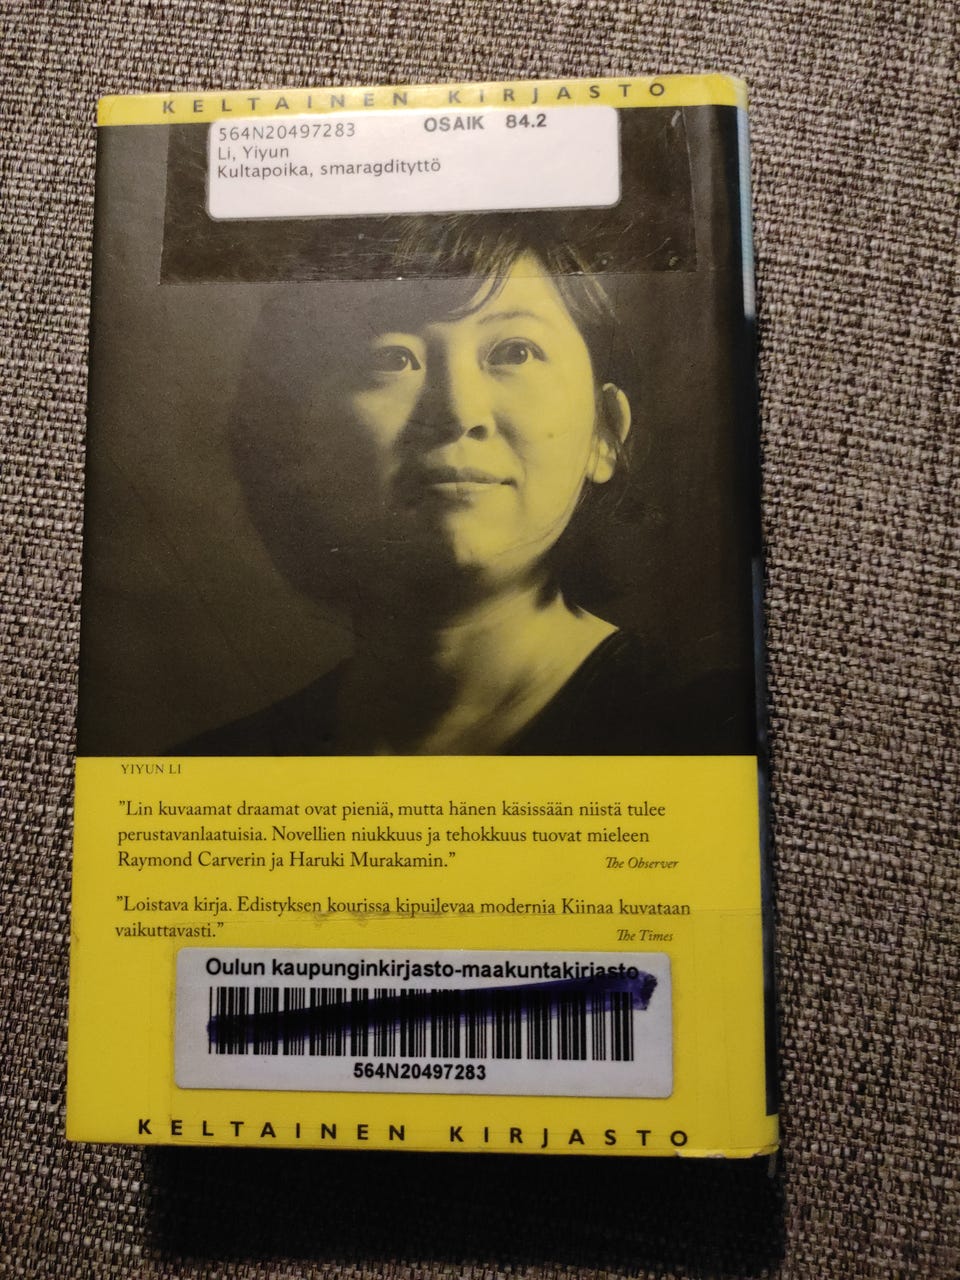 KELTAINEN KIRJASTO
564N20497283 OSAIK 84.2
Li, Yiyun
Kultapoika, smaragdityttö
YIYUN LI
”Lin kuvaamat draamat ovat pieniä, mutta hänen käsissään niistä tulee
perustavanlaatuisia. Novellien niukkuus ja tehokkuus tuovat mieleen
Raymond Carverin ja Haruki Murakamin.” The Observer
”Loistava kirja. Edistyksen kourissa kipuilevaa modernia Kiinaa kuvataan
vaikuttavasti.” The Times
Oulun kaupunginkirjasto-maakuntakirjasto
564N20497283
KELTAINEN KIRJASTO